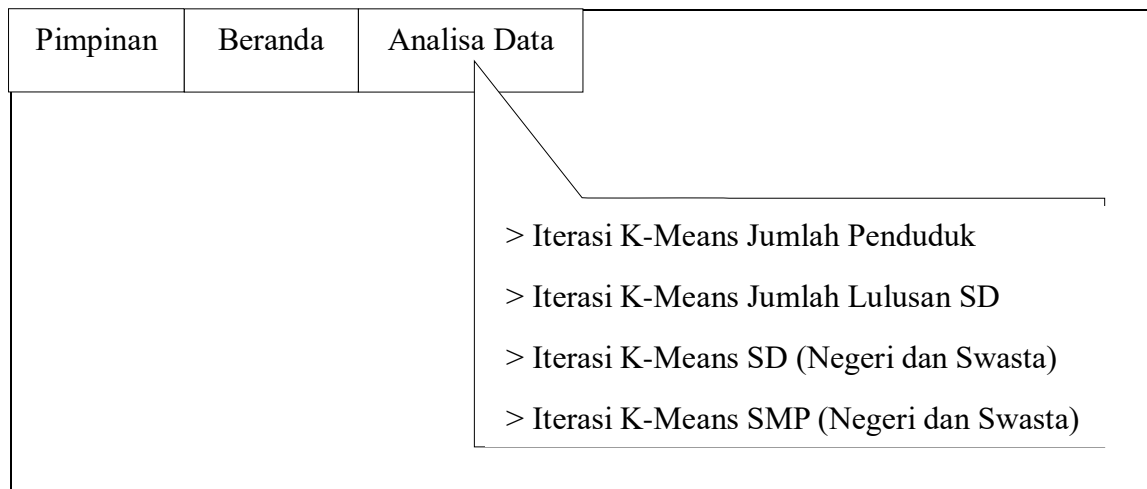 Pimpinan Beranda Analisa Data
> Iterasi K-Means Jumlah Penduduk
> Iterasi K-Means Jumlah Lulusan SD
> Iterasi K-Means SD (Negeri dan Swasta)
> Iterasi K-Means SMP (Negeri dan Swasta)